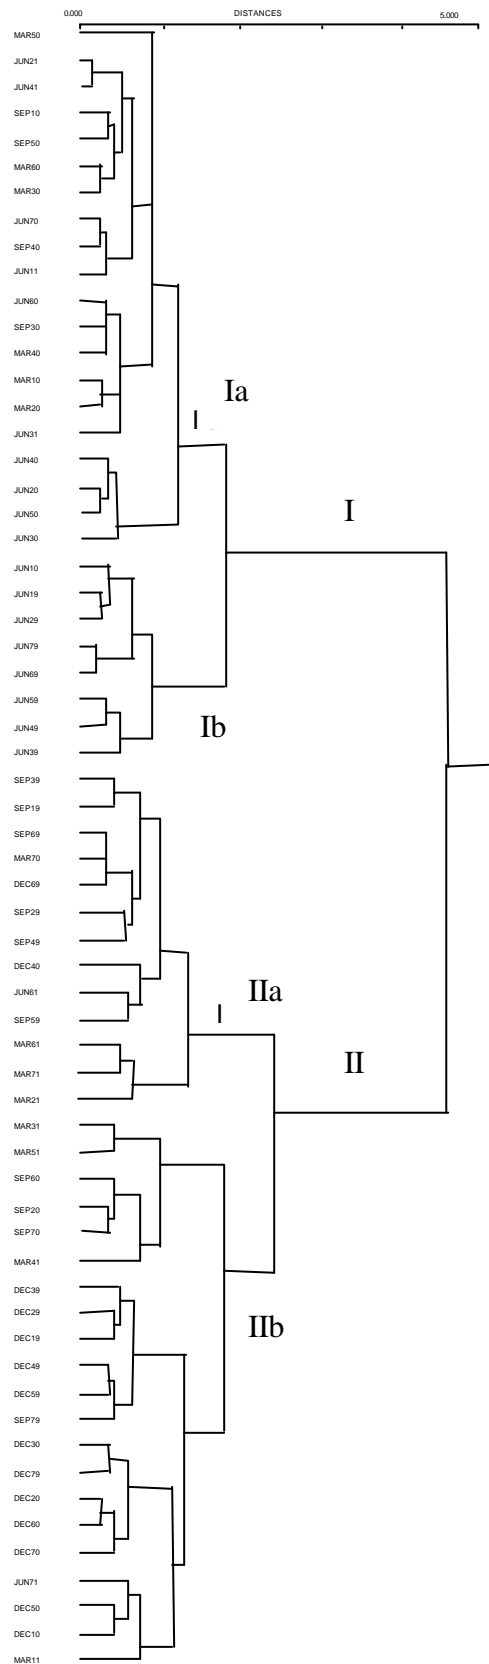 0.000 DISTANCES 5.000
MAR50
JUN21
JUN41
SEP10
SEP50
MAR60
MAR30
JUN70
SEP40
JUN11
JUN60
SEP30
MAR40
MAR10
Ia
MAR20
JUN31
JUN40
JUN20
I
JUN50
JUN30
JUN10
JUN19
JUN29
JUN79
JUN69
JUN59
JUN49
Ib
JUN39
SEP39
SEP19
SEP69
MAR70
DEC69
SEP29
SEP49
DEC40
JUN61
IIa
SEP59
MAR61
II
MAR71
MAR21
MAR31
MAR51
SEP60
SEP20
SEP70
MAR41
DEC39
DEC29
IIb
DEC19
DEC49
DEC59
SEP79
DEC30
DEC79
DEC20
DEC60
DEC70
JUN71
DEC50
DEC10
MAR11